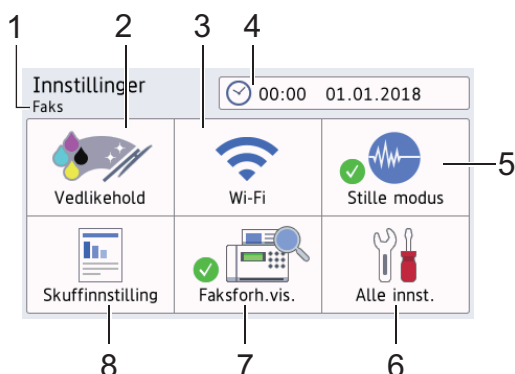 1 2 3 4
Innstillinger
Faks
00:00 01.01.2018
Vedlikehold Wi-Fi Stille modus
5
Skuffinnstilling Faksforh.vis. Alle innst.
8 7 6